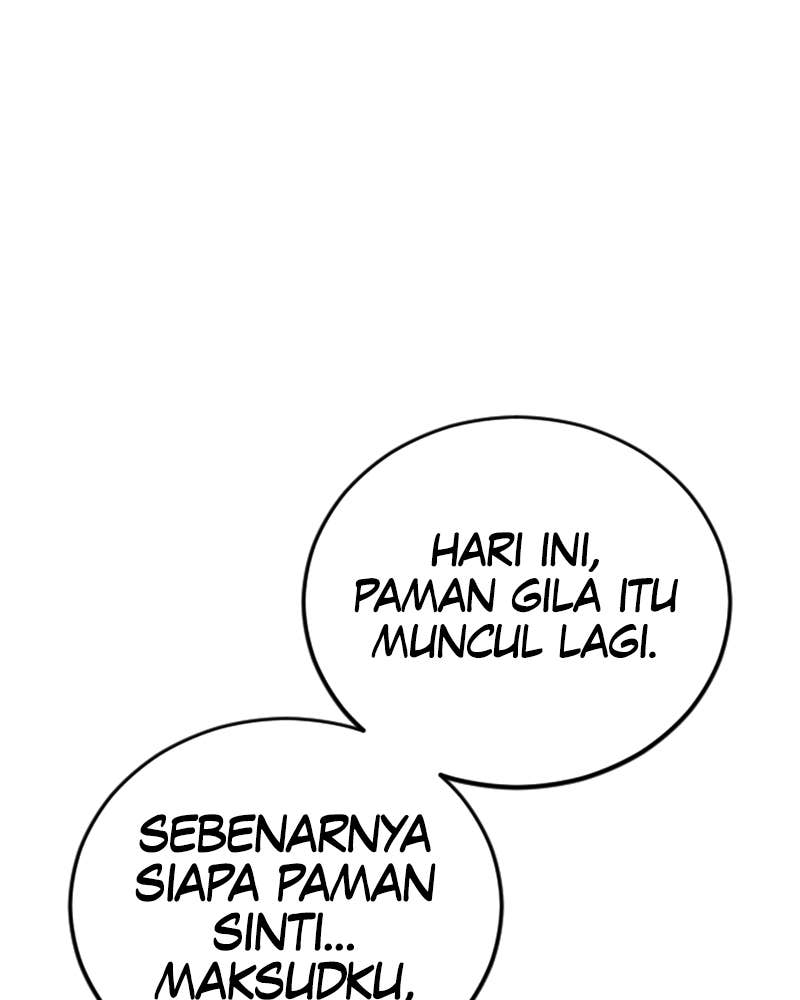 HARI INI,
PAMAN GILA ITU
MUNCUL LAGI.
SEBENARNYA
SIAPA PAMAN
SINTI...
MAKSUDKU,